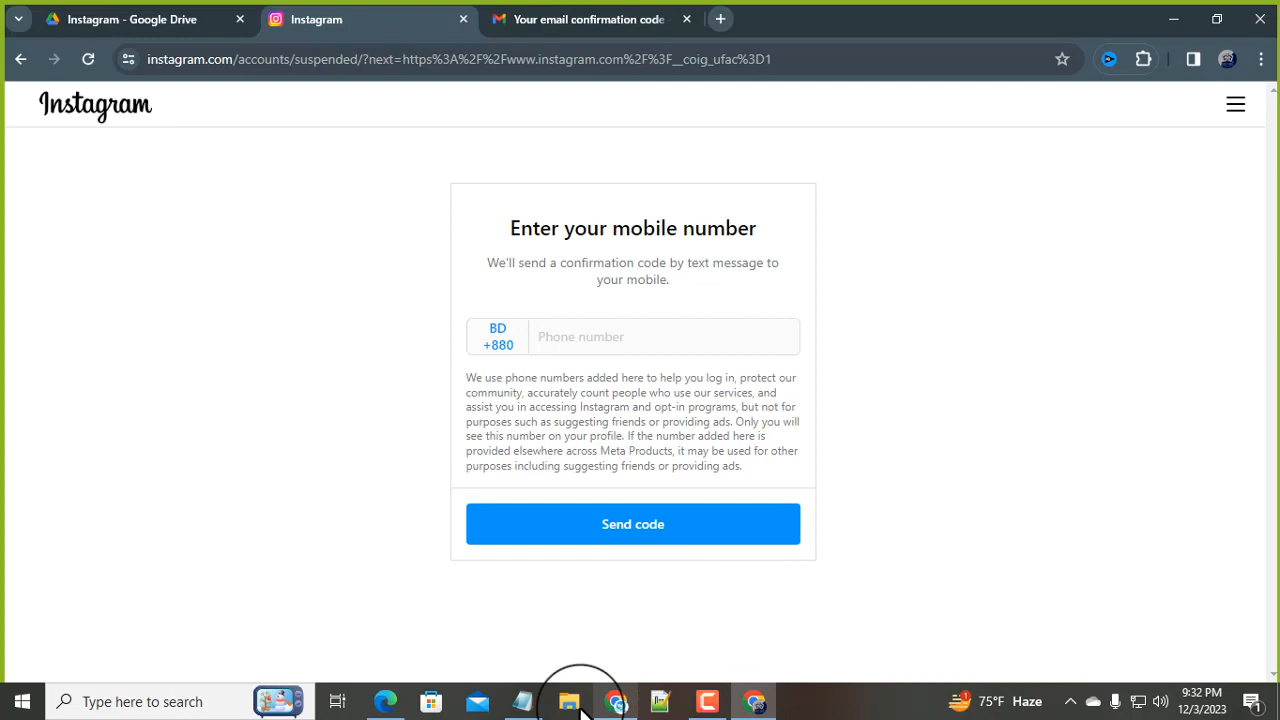 Instagram - Google Drive
Instagram
Your email confirmation code
instagram.com/accounts/suspended/?next=https%3A%2F%2Fwww.instagram.com%2F%3F__coig_ufac%3D1
Instagram
Enter your mobile number
We'll send a confirmation code by text message to
your mobile.
BD
+880
Phone number
We use phone numbers added here to help you log in, protect our
community, accurately count people who use our services, and
assist you in accessing Instagram and opt-in programs, but not for
purposes such as suggesting friends or providing ads. Only you will
see this number on your profile. If the number added here is
provided elsewhere across Meta Products, it may be used for other
purposes including suggesting friends or providing ads.
Send code
Type here to search
75°F Haze
9:32 PM
12/3/2023
1